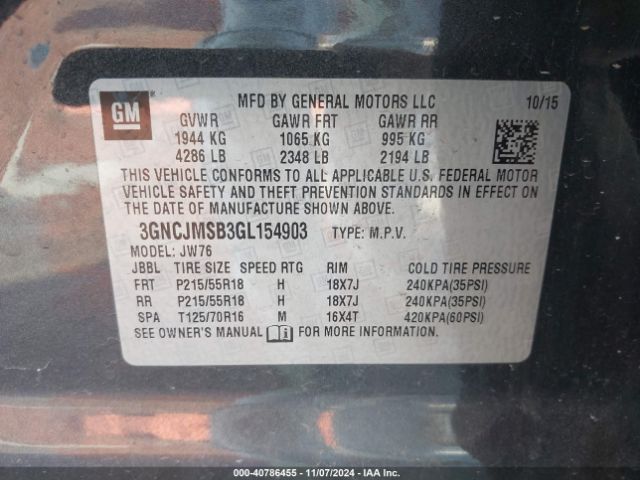 GM
MFD BY GENERAL MOTORS LLC 10/15
GVWR GAWR FRT GAWR RR
1944 KG 1065 KG 995 KG
4286 LB 2348 LB 2194 LB
THIS VEHICLE CONFORMS TO ALL APPLICABLE U.S. FEDERAL MOTOR
VEHICLE SAFETY AND THEFT PREVENTION STANDARDS IN EFFECT ON
THE DATE OF MANUFACTURE SHOWN ABOVE.
3GNCJMSB3GL154903 TYPE: M.P.V.
MODEL: JW76
JBBL TIRE SIZE SPEED RTG RIM COLD TIRE PRESSURE
FRT P215/55R18 H 18X7J 240KPA(35PSI)
RR P215/55R18 H 18X7J 240KPA(35PSI)
SPA T125/70R16 M 16X4T 420KPA(60PSI)
SEE OWNER'S MANUAL FOR MORE INFORMATION.
© - 40786455 - 11/07/2024 - IAA Inc.